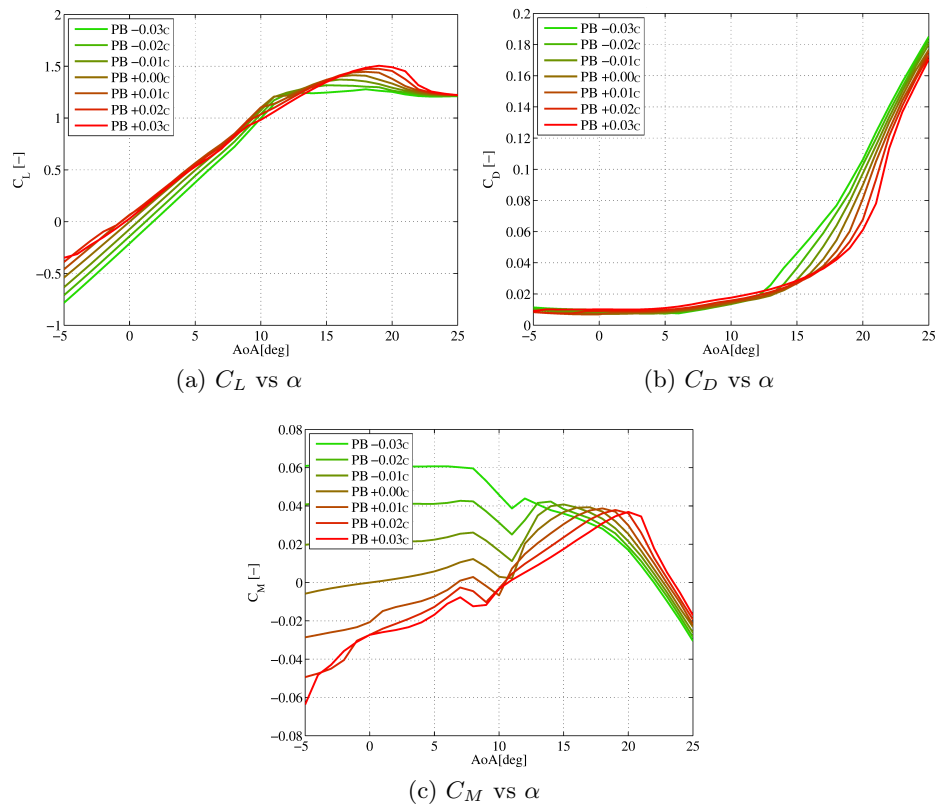 2
1.5
1
0.5
0
−0.5
−1
−5 0 5 10 15 20 25
C_L [−]
AoA[deg]
PB −0.03c
PB −0.02c
PB −0.01c
PB +0.00c
PB +0.01c
PB +0.02c
PB +0.03c
(a) C_L vs α
0.2
0.18
0.16
0.14
0.12
0.1
0.08
0.06
0.04
0.02
0
−5 0 5 10 15 20 25
C_D [−]
AoA[deg]
PB −0.03c
PB −0.02c
PB −0.01c
PB +0.00c
PB +0.01c
PB +0.02c
PB +0.03c
(b) C_D vs α
0.08
0.06
0.04
0.02
0
−0.02
−0.04
−0.06
−0.08
−5 0 5 10 15 20 25
C_M [−]
AoA[deg]
PB −0.03c
PB −0.02c
PB −0.01c
PB +0.00c
PB +0.01c
PB +0.02c
PB +0.03c
(c) C_M vs α